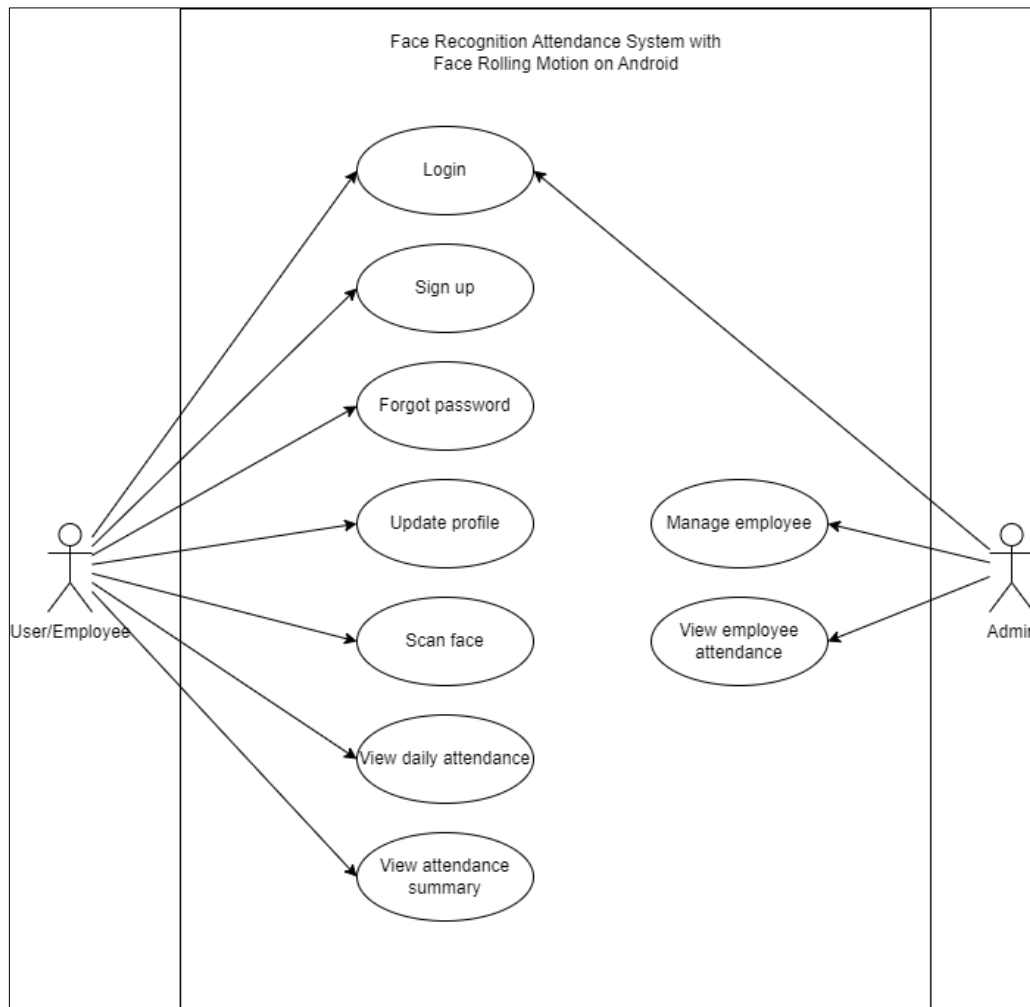 Face Recognition Attendance System with
Face Rolling Motion on Android
Login
Sign up
Forgot password
Update profile
Manage employee
User/Employee
Scan face
View employee
attendance
Admin
View daily attendance
View attendance
summary